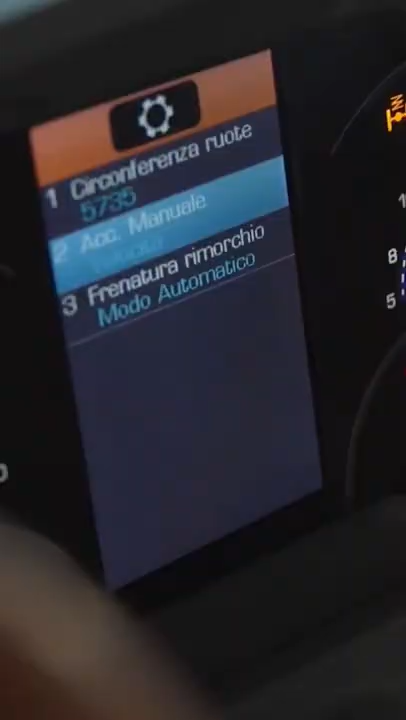 1 Circonferenza ruote
5735
2 Acc. Manuale
3 Frenatura rimorchio
Modo Automatico
8
5